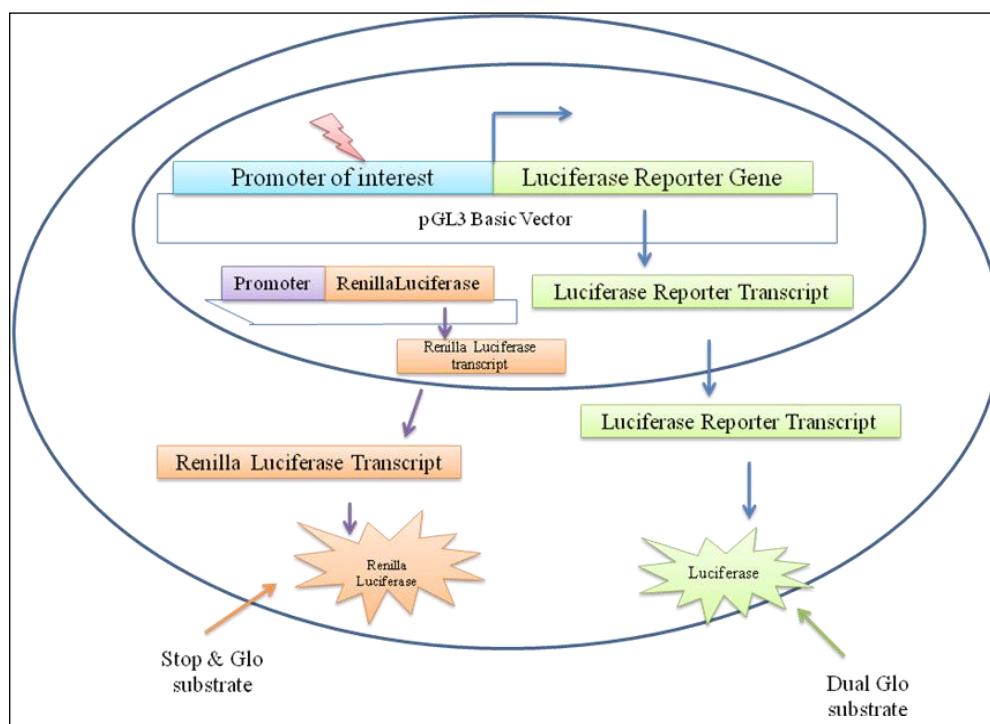 Promoter of interest
Luciferase Reporter Gene
pGL3 Basic Vector
Promoter
RenillaLuciferase
Luciferase Reporter Transcript
Renilla Luciferase
transcript
Luciferase Reporter Transcript
Renilla Luciferase Transcript
Renilla
Luciferase
Luciferase
Stop & Glo
substrate
Dual Glo
substrate